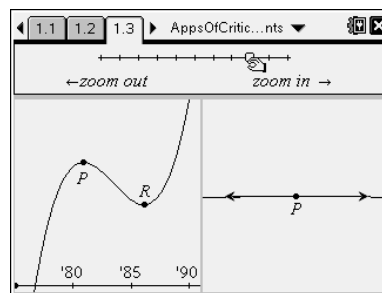 1.1 1.2 1.3 AppsOfCritic...nts
←zoom out zoom in →
P R P
'80 '85 '90